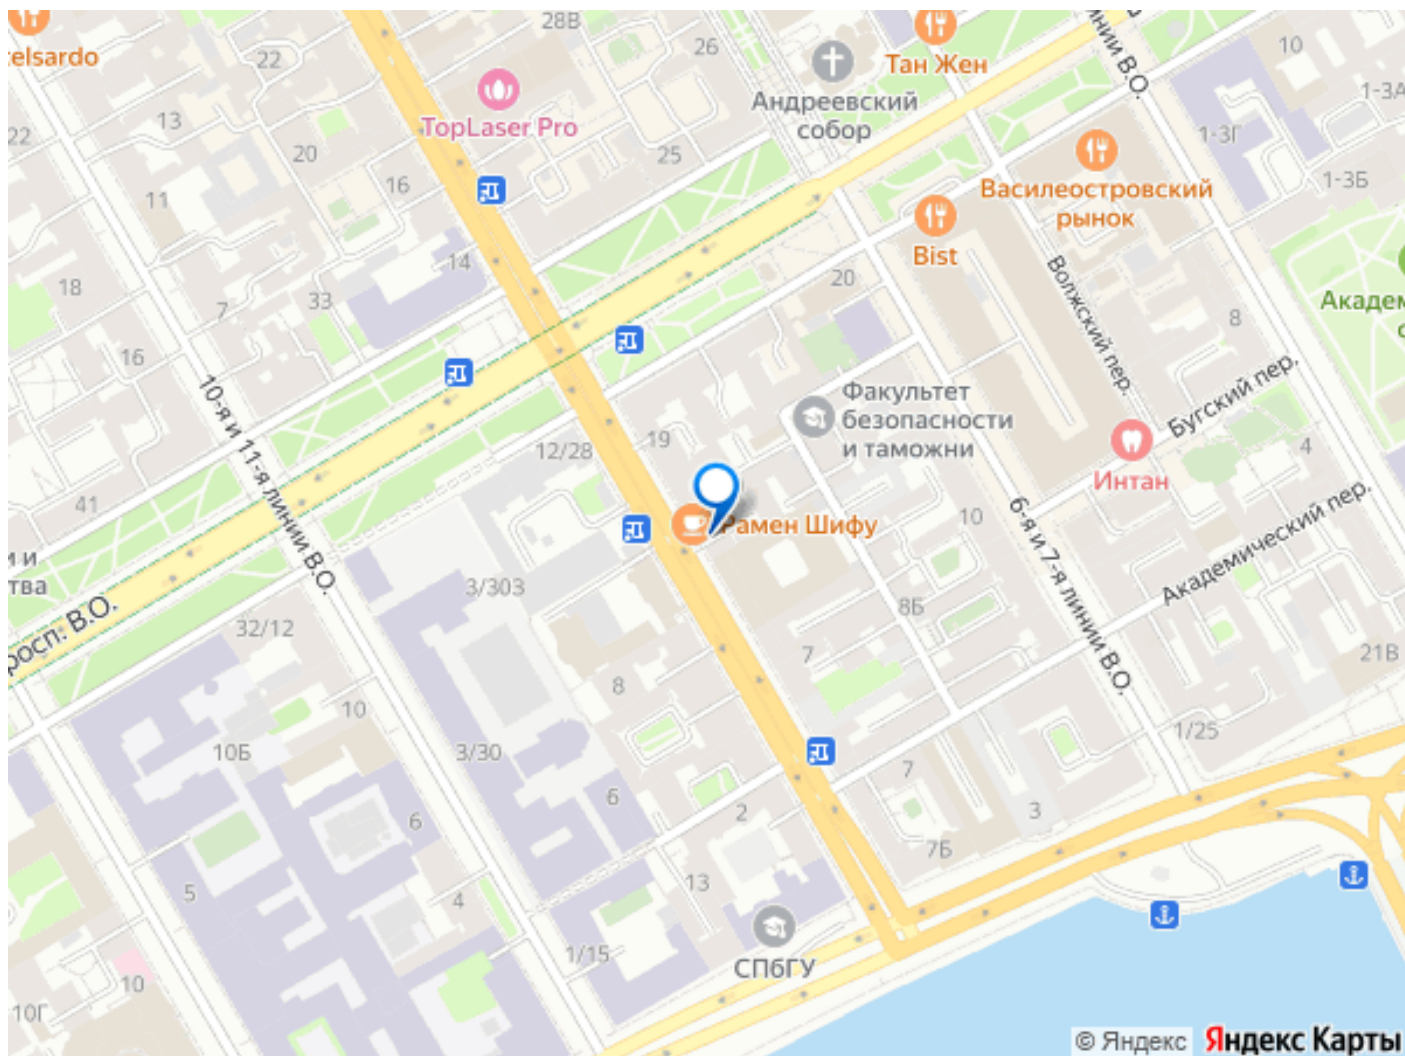 elsardo
28В
26
10
22
Тан Жен
Андреевский
собор
TopLaser Pro
линии В.О.
1-3А
1-3Г
22
13
20
25
16
11
1-3Б
Василеостровский
рынок
Bist
14
18
33
7
20
Волжский пер.
8
Академ
с
16
10-я и 11-я линии В.О.
Факультет
безопасности
и таможни
Бугский пер.
19
12/28
4
Интан
41
Рамен Шифу
10
6-я и 7-я линии В.О.
Академический пер.
и и
тва
3/303
8Б
росп. В.О.
32/12
7
21В
8
10
1/25
10Б
3/30
7
6
2
3
6
7Б
5
13
4
1/15
СПбГУ
10
10Г
© Яндекс
Яндекс Карты